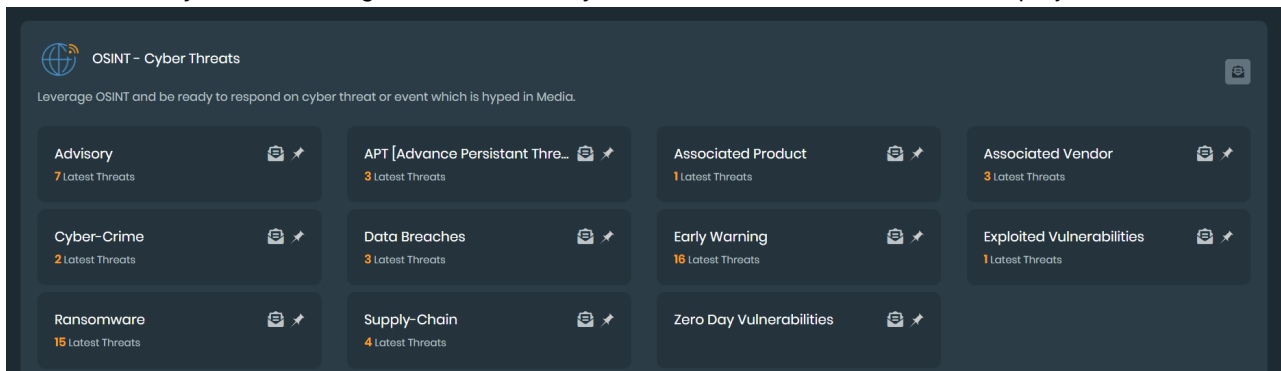 OSINT - Cyber Threats
Leverage OSINT and be ready to respond on cyber threat or event which is hyped in Media.
Advisory
7 Latest Threats
APT [Advance Persistant Thre...
3 Latest Threats
Associated Product
1 Latest Threats
Associated Vendor
3 Latest Threats
Cyber-Crime
2 Latest Threats
Data Breaches
3 Latest Threats
Early Warning
16 Latest Threats
Exploited Vulnerabilities
1 Latest Threats
Ransomware
15 Latest Threats
Supply-Chain
4 Latest Threats
Zero Day Vulnerabilities